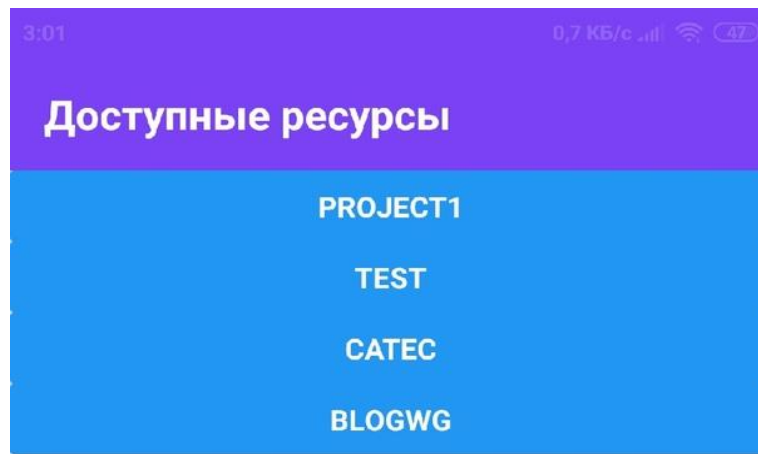 3:01 0,7 КБ/с 47
Доступные ресурсы
PROJECT1
TEST
CATEC
BLOGWG